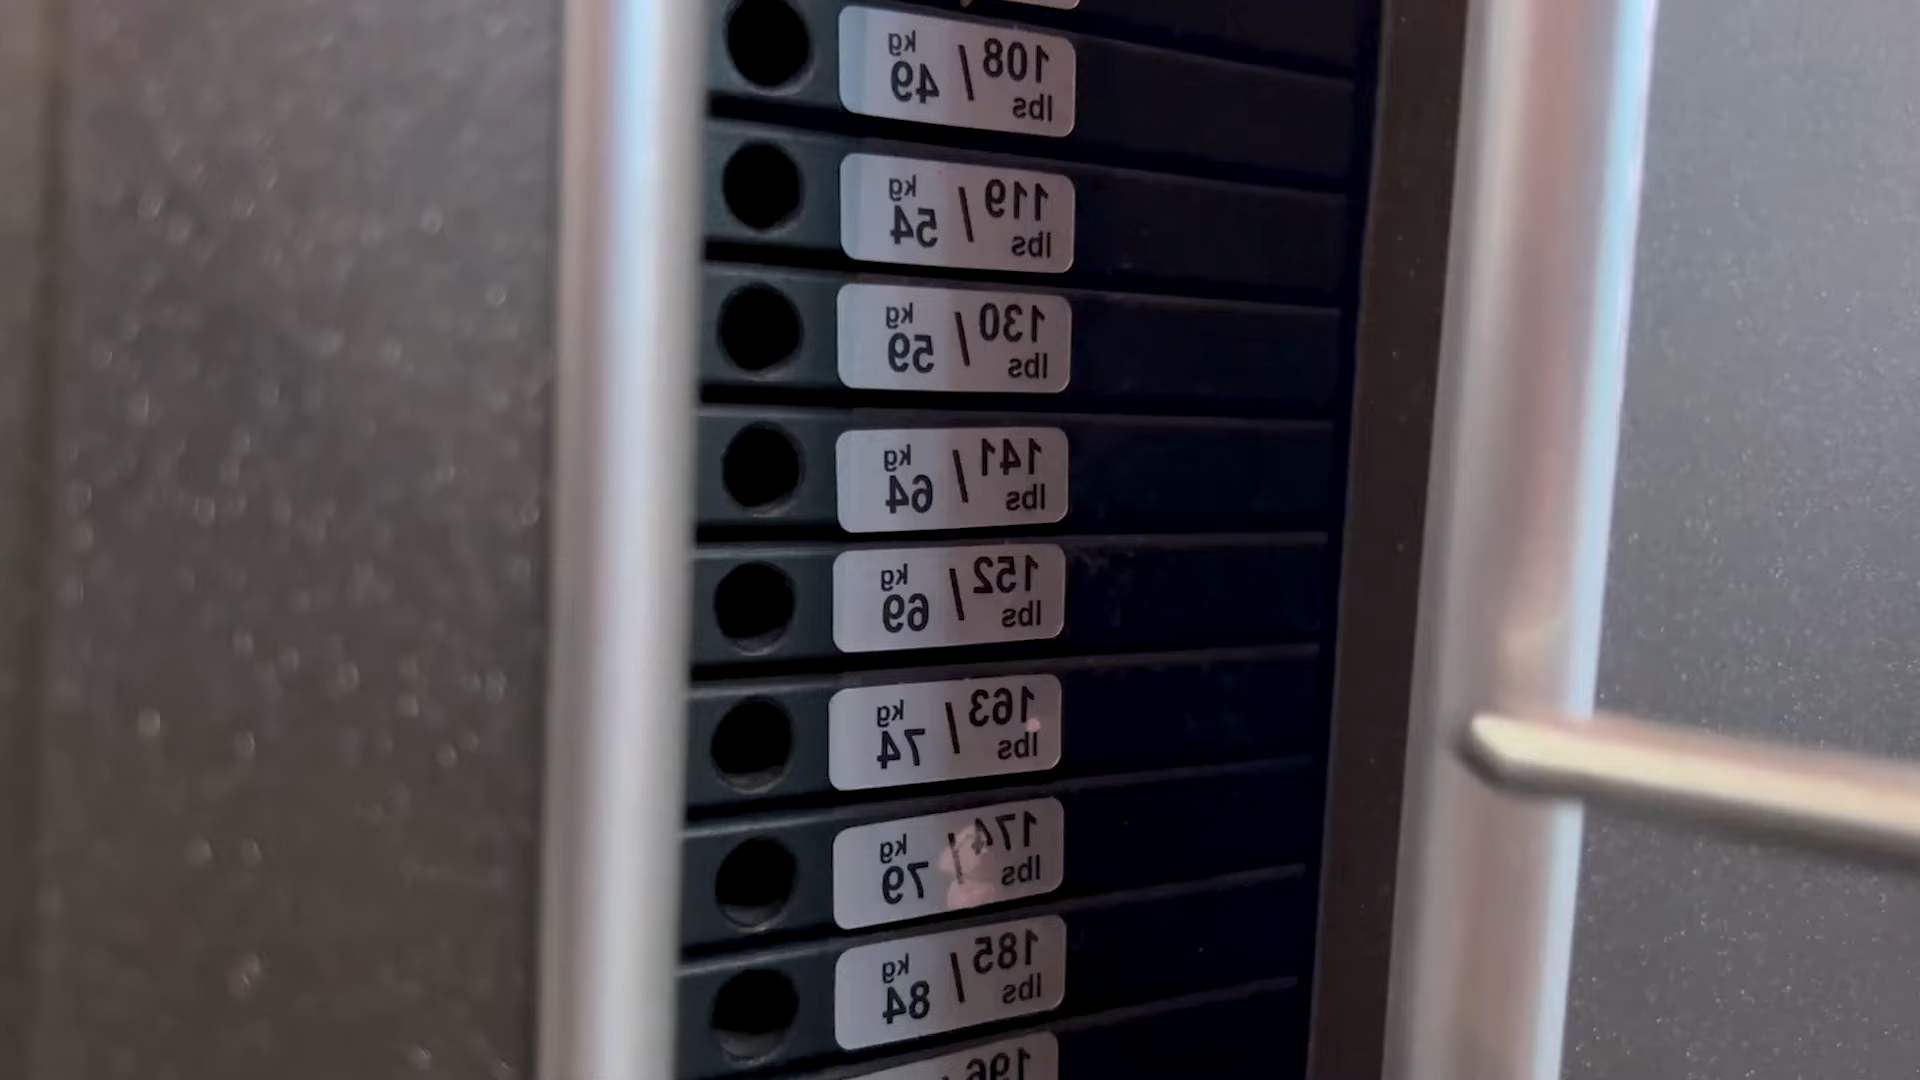 108 / kg
lbs 49
119 / kg
lbs 54
130 / kg
lbs 59
141 / kg
lbs 64
152 / kg
lbs 69
163 / kg
lbs 74
174 / kg
lbs 79
185 / kg
lbs 84
196